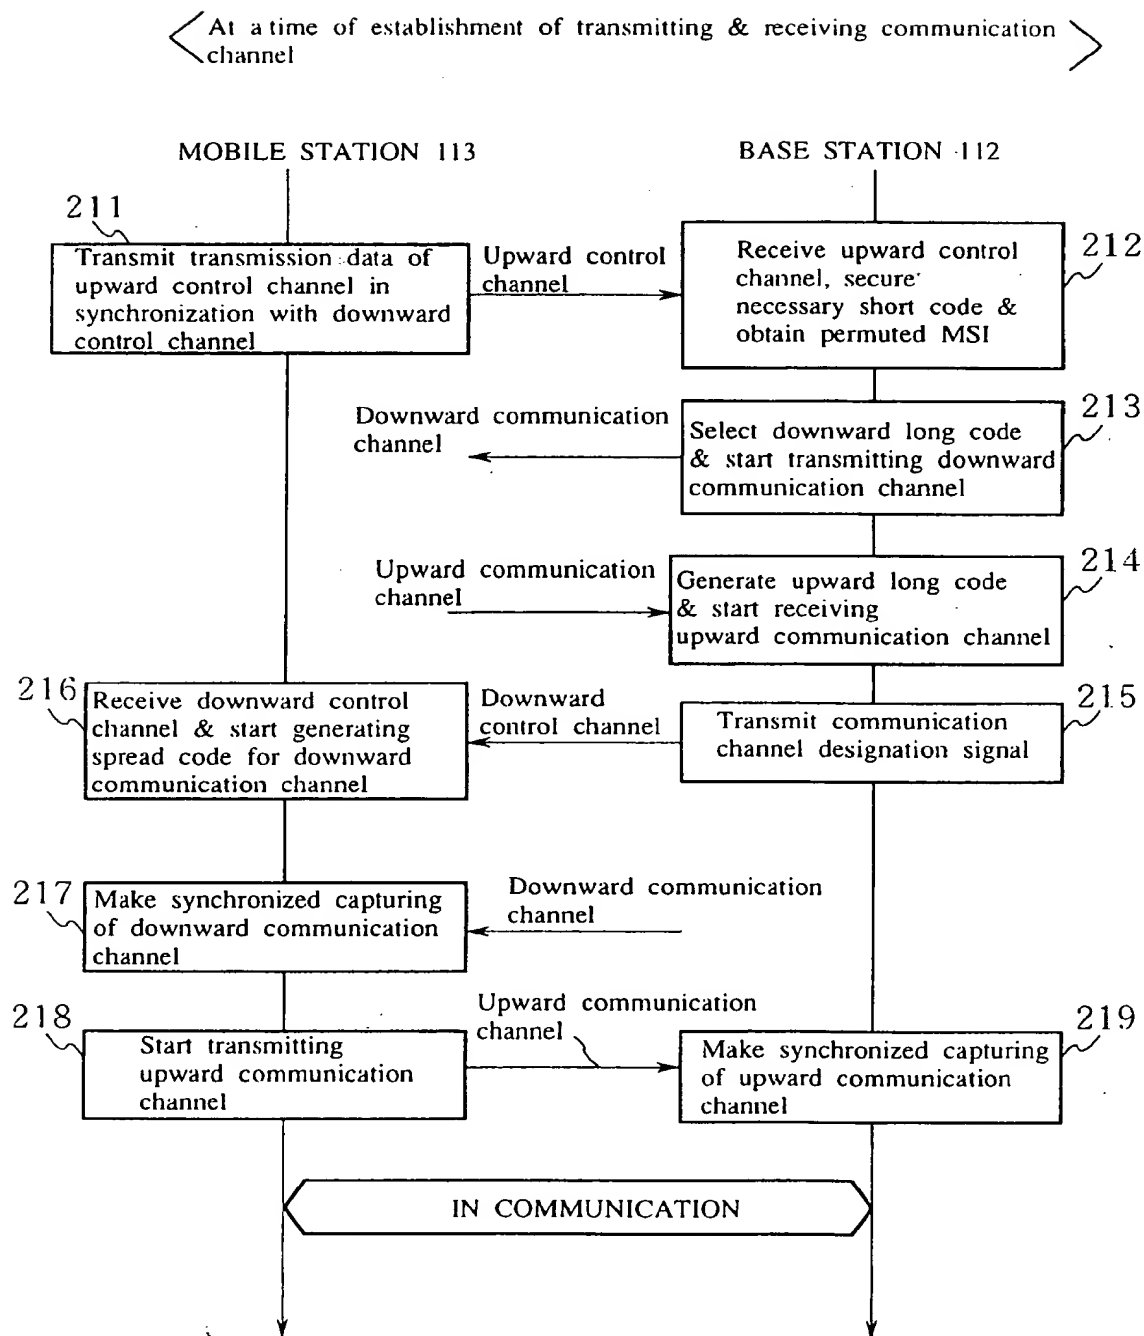 At a time of establishment of transmitting & receiving communication
channel
MOBILE STATION 113
BASE STATION 112
211
Transmit transmission data of
upward control channel in
synchronization with downward
control channel
Upward control
channel
212
Receive upward control
channel, secure
necessary short code &
obtain permuted MSI
Downward communication
channel
213
Select downward long code
& start transmitting downward
communication channel
Upward communication
channel
214
Generate upward long code
& start receiving
upward communication channel
216
Receive downward control
channel & start generating
spread code for downward
communication channel
Downward
control channel
215
Transmit communication
channel designation signal
217
Make synchronized capturing
of downward communication
channel
Downward communication
channel
218
Start transmitting
upward communication
channel
Upward communication
channel
219
Make synchronized capturing
of upward communication
channel
IN COMMUNICATION